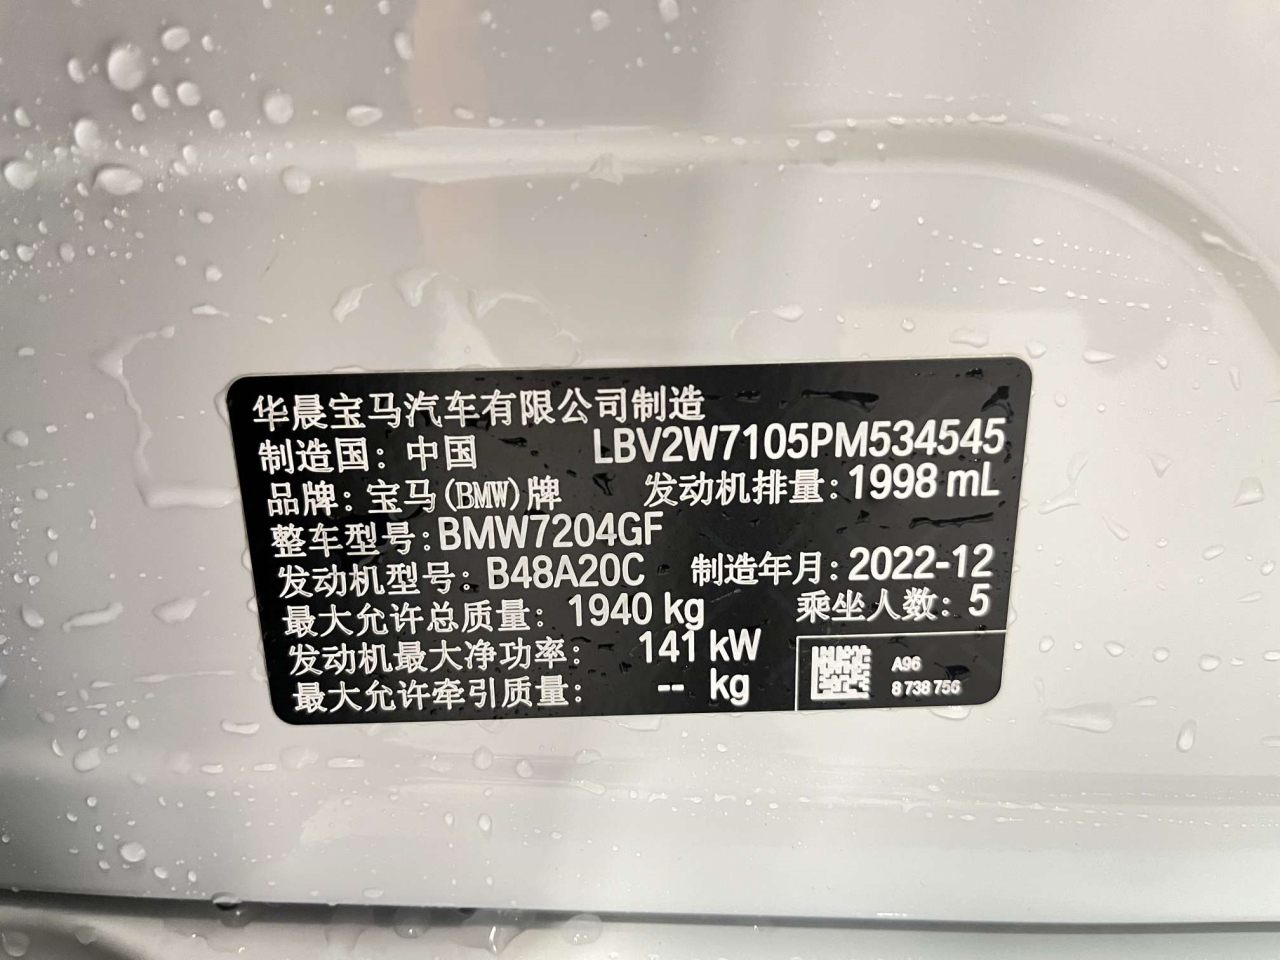 华晨宝马汽车有限公司制造
制造国：中国 LBV2W7105PM534545
品牌：宝马(BMW)牌 发动机排量：1998 mL
整车型号：BMW7204GF
发动机型号：B48A20C 制造年月：2022-12
最大允许总质量：1940 kg 乘坐人数：5
发动机最大净功率：141 kW
最大允许牵引质量：-- kg
A96
8 738 756